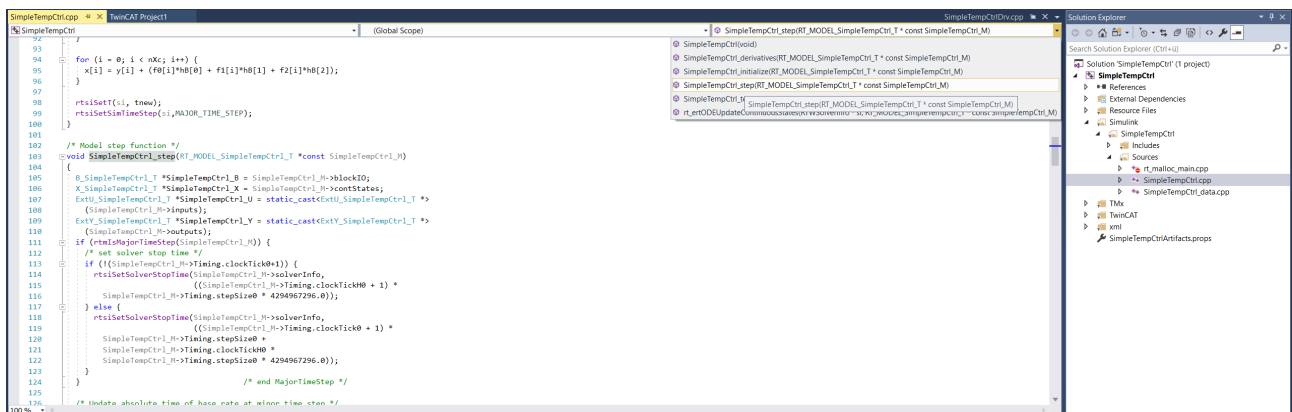 SimpleTempCtrl.cpp TwinCAT Project1 SimpleTempCtrlDrv.cpp
SimpleTempCtrl (Global Scope) SimpleTempCtrl_step(RT_MODEL_SimpleTempCtrl_T * const SimpleTempCtrl_M)
SimpleTempCtrl(void)
SimpleTempCtrl_derivatives(RT_MODEL_SimpleTempCtrl_T * const SimpleTempCtrl_M)
SimpleTempCtrl_initialize(RT_MODEL_SimpleTempCtrl_T * const SimpleTempCtrl_M)
SimpleTempCtrl_step(RT_MODEL_SimpleTempCtrl_T * const SimpleTempCtrl_M)
SimpleTempCtrl_step(RT_MODEL_SimpleTempCtrl_T * const SimpleTempCtrl_M)
92 }
93
94 for (i = 0; i < nXc; i++) {
95 x[i] = y[i] + (f0[i]*hB[0] + f1[i]*hB[1] + f2[i]*hB[2]);
96 }
97
98 rtsiSetT(si, tnew);
99 rtsiSetSimTimeStep(si,MAJOR_TIME_STEP);
100 }
101
102 /* Model step function */
103 void SimpleTempCtrl_step(RT_MODEL_SimpleTempCtrl_T *const SimpleTempCtrl_M)
104 {
105 B_SimpleTempCtrl_T *SimpleTempCtrl_B = SimpleTempCtrl_M->blockIO;
106 X_SimpleTempCtrl_T *SimpleTempCtrl_X = SimpleTempCtrl_M->contStates;
107 ExtU_SimpleTempCtrl_T *SimpleTempCtrl_U = static_cast<ExtU_SimpleTempCtrl_T *>
108 (SimpleTempCtrl_M->inputs);
109 ExtY_SimpleTempCtrl_T *SimpleTempCtrl_Y = static_cast<ExtY_SimpleTempCtrl_T *>
110 (SimpleTempCtrl_M->outputs);
111 if (rtmIsMajorTimeStep(SimpleTempCtrl_M)) {
112 /* set solver stop time */
113 if (!(SimpleTempCtrl_M->Timing.clockTick0+1)) {
114 rtsiSetSolverStopTime(SimpleTempCtrl_M->solverInfo,
115 ((SimpleTempCtrl_M->Timing.clockTickH0 + 1) *
116 SimpleTempCtrl_M->Timing.stepSize0 * 4294967296.0));
117 } else {
118 rtsiSetSolverStopTime(SimpleTempCtrl_M->solverInfo,
119 ((SimpleTempCtrl_M->Timing.clockTick0 + 1) *
120 SimpleTempCtrl_M->Timing.stepSize0 +
121 SimpleTempCtrl_M->Timing.clockTickH0 *
122 SimpleTempCtrl_M->Timing.stepSize0 * 4294967296.0));
123 }
124 } /* end MajorTimeStep */
125
126 /* Update absolute time of base rate at minor time step */
100 %
Solution Explorer
Search Solution Explorer (Ctrl+ü)
Solution 'SimpleTempCtrl' (1 project)
SimpleTempCtrl
References
External Dependencies
Resource Files
Simulink
SimpleTempCtrl
Includes
Sources
rt_malloc_main.cpp
SimpleTempCtrl.cpp
SimpleTempCtrl_data.cpp
TMx
TwinCAT
xml
SimpleTempCtrlArtifacts.props